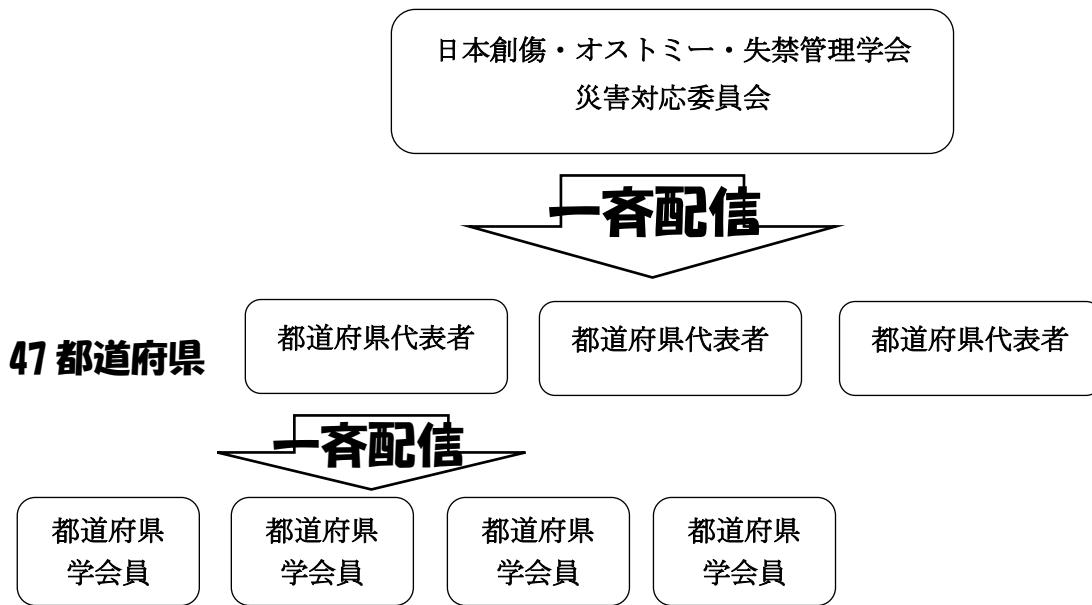 日本創傷・オストミー・失禁管理学会
災害対応委員会
一斉配信
47 都道府県
都道府県代表者
都道府県代表者
都道府県代表者
一斉配信
都道府県
学会員
都道府県
学会員
都道府県
学会員
都道府県
学会員